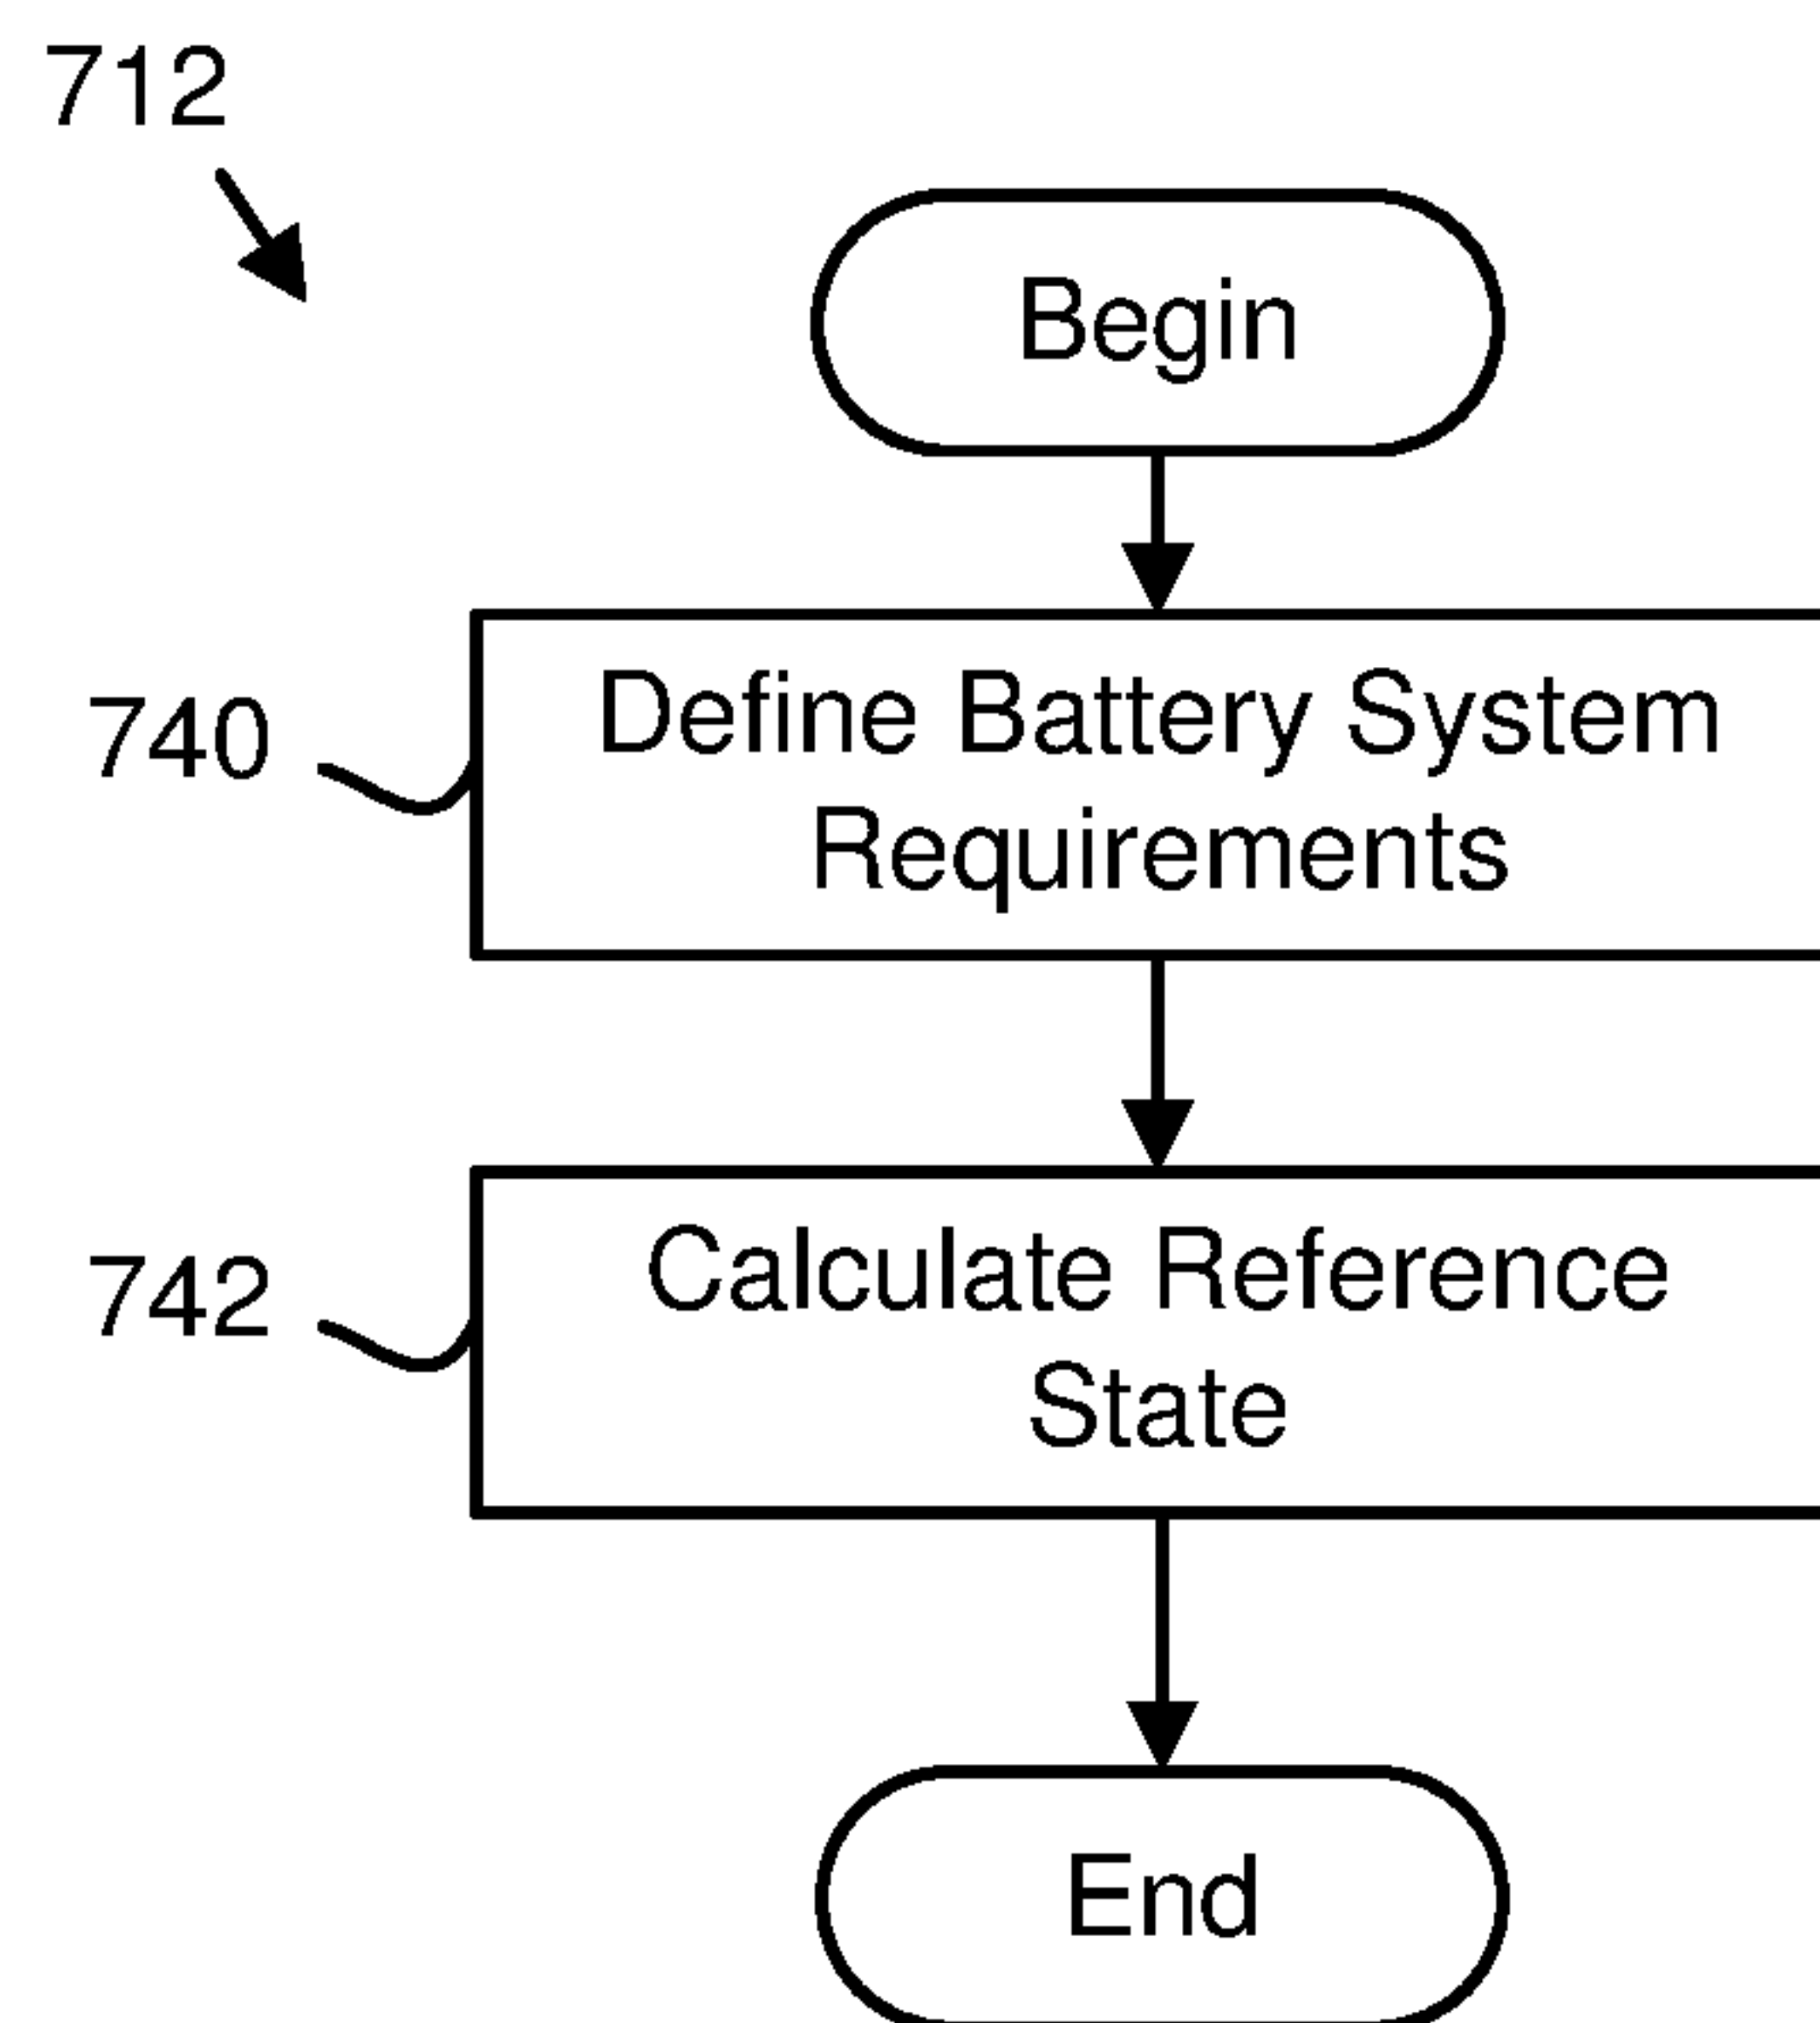 712
Begin
740
Define Battery System
Requirements
742
Calculate Reference
State
End